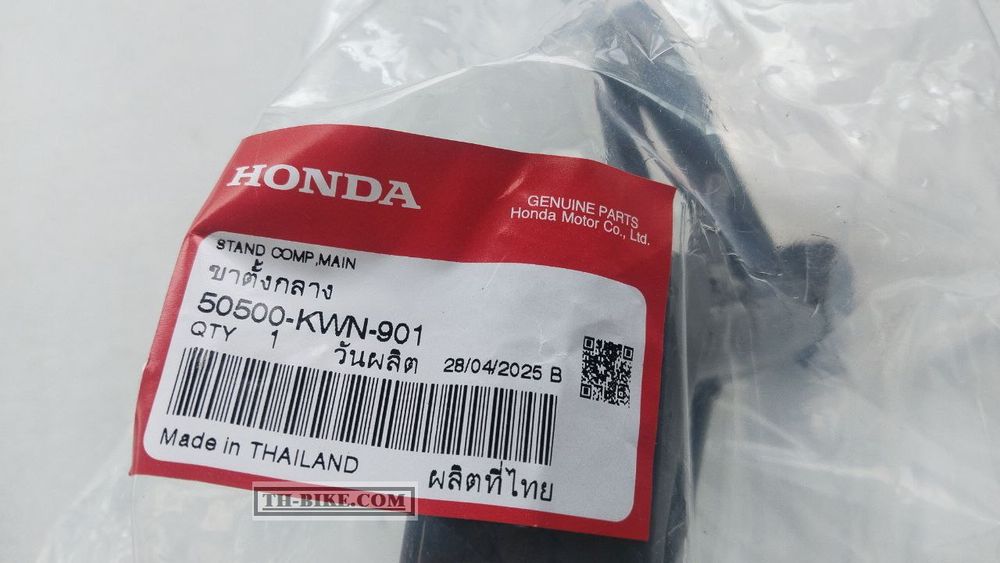 HONDA
GENUINE PARTS
Honda Motor Co., Ltd.
STAND COMP,MAIN
ขาตั้งกลาง
50500-KWN-901
QTY 1 วันผลิต 28/04/2025 B
Made in THAILAND
ผลิตที่ไทย
TH-BIKE.COM